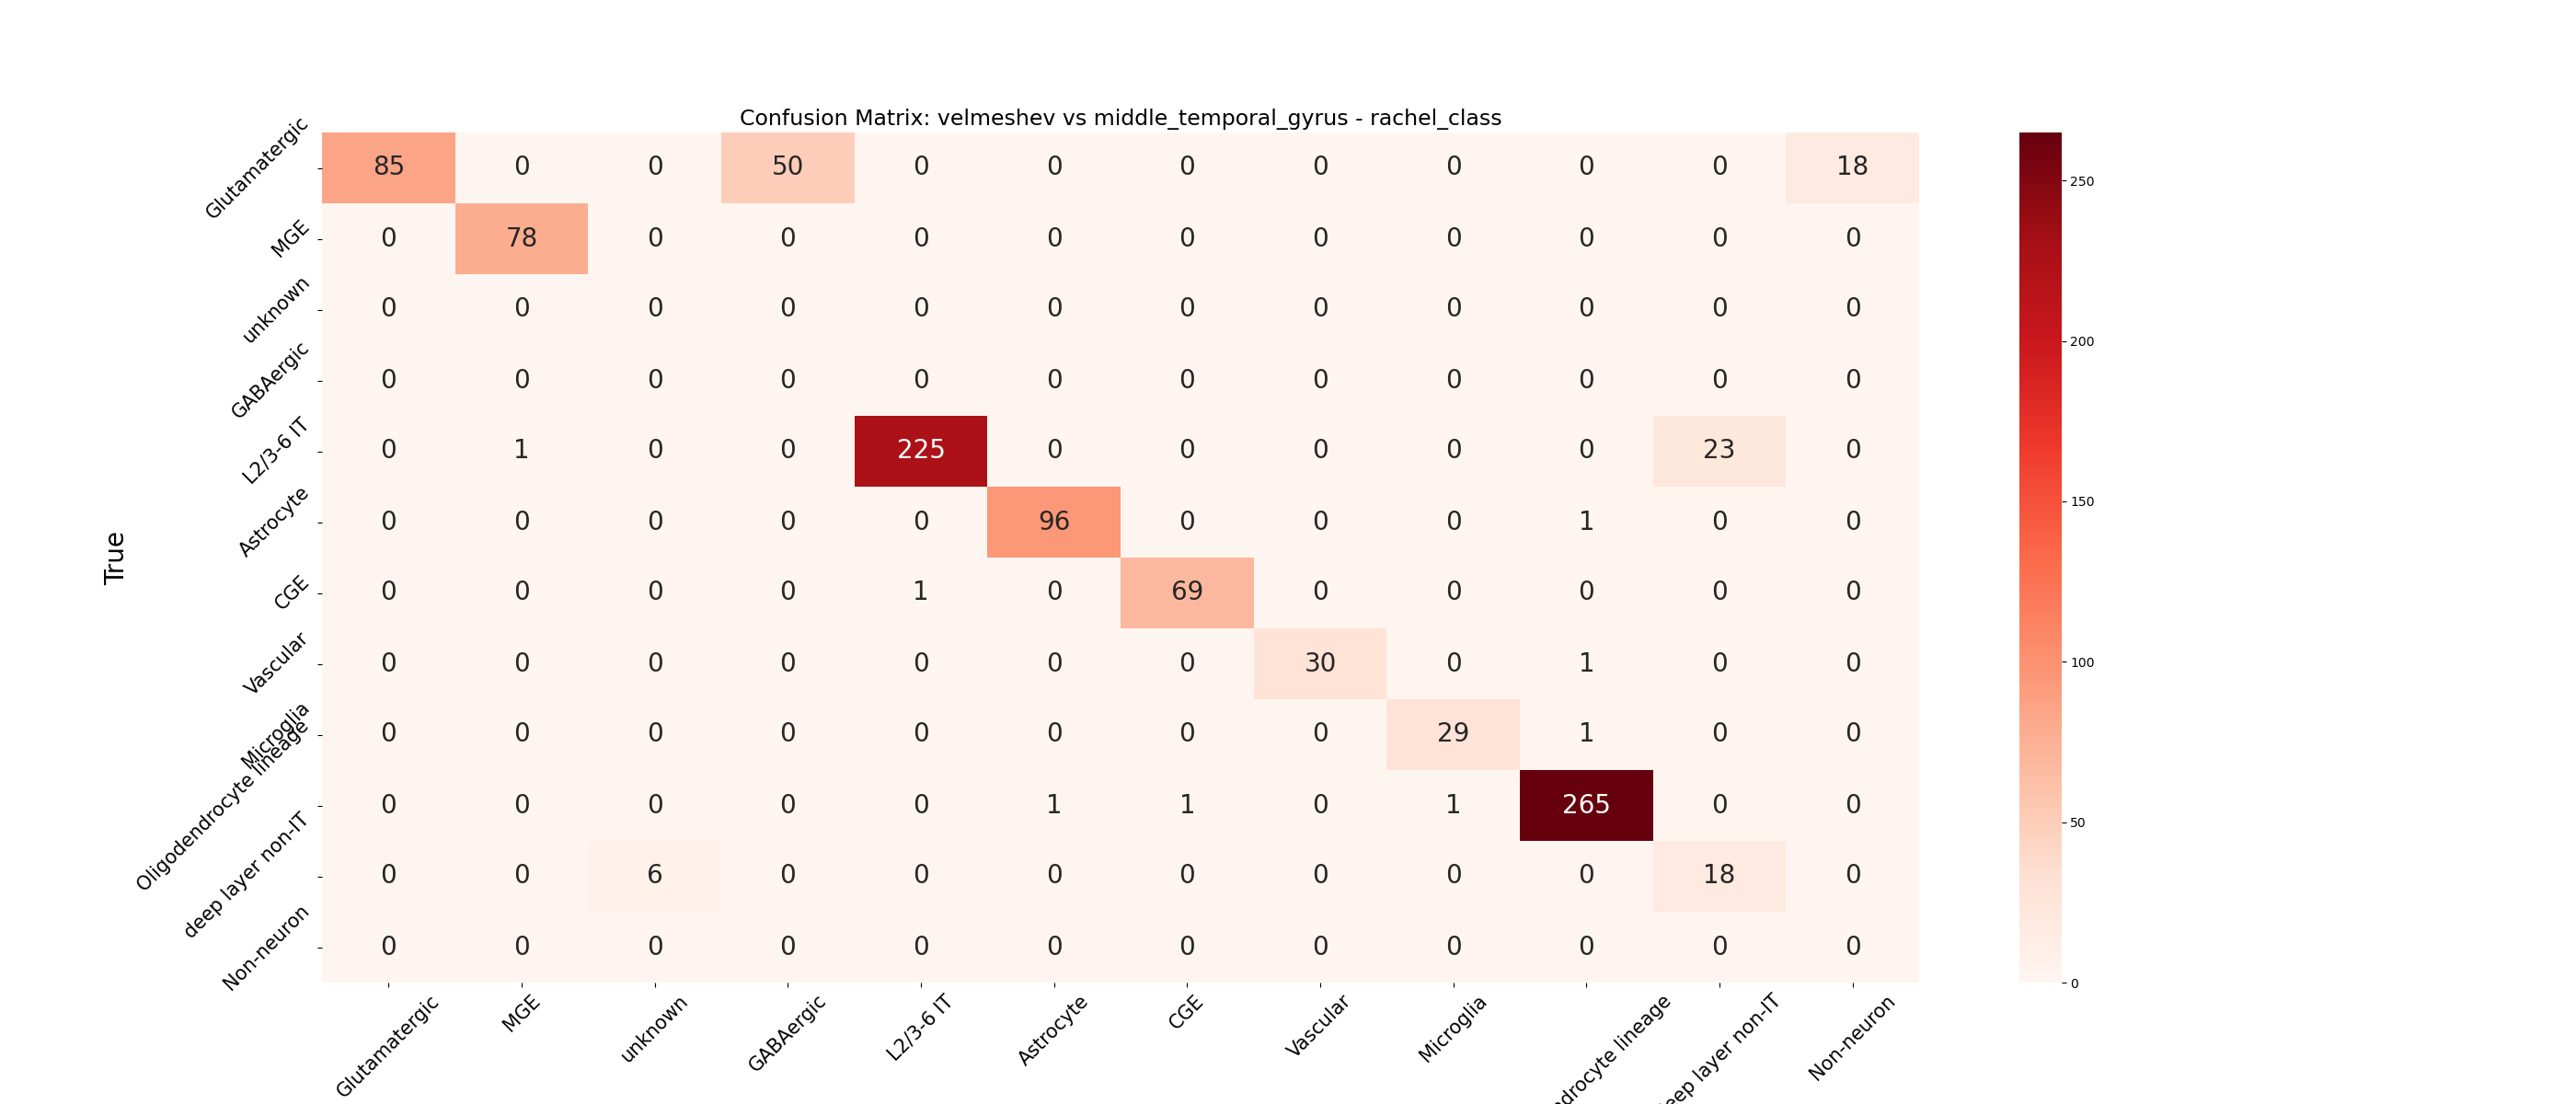 Confusion Matrix: velmeshev vs middle_temporal_gyrus - rachel_class
True
Glutamatergic 85 0 0 50 0 0 0 0 0 0 0 18
MGE 0 78 0 0 0 0 0 0 0 0 0 0
unknown 0 0 0 0 0 0 0 0 0 0 0 0
GABAergic 0 0 0 0 0 0 0 0 0 0 0 0
L2/3-6 IT 0 1 0 0 225 0 0 0 0 0 23 0
Astrocyte 0 0 0 0 0 96 0 0 0 1 0 0
CGE 0 0 0 0 1 0 69 0 0 0 0 0
Vascular 0 0 0 0 0 0 0 30 0 1 0 0
Microglia 0 0 0 0 0 0 0 0 29 1 0 0
Oligodendrocyte lineage 0 0 0 0 0 1 1 0 1 265 0 0
deep layer non-IT 0 0 6 0 0 0 0 0 0 0 18 0
Non-neuron 0 0 0 0 0 0 0 0 0 0 0 0
Glutamatergic MGE unknown GABAergic L2/3-6 IT Astrocyte CGE Vascular Microglia lineage layer non-IT Non-neuron
250
200
150
100
50
0